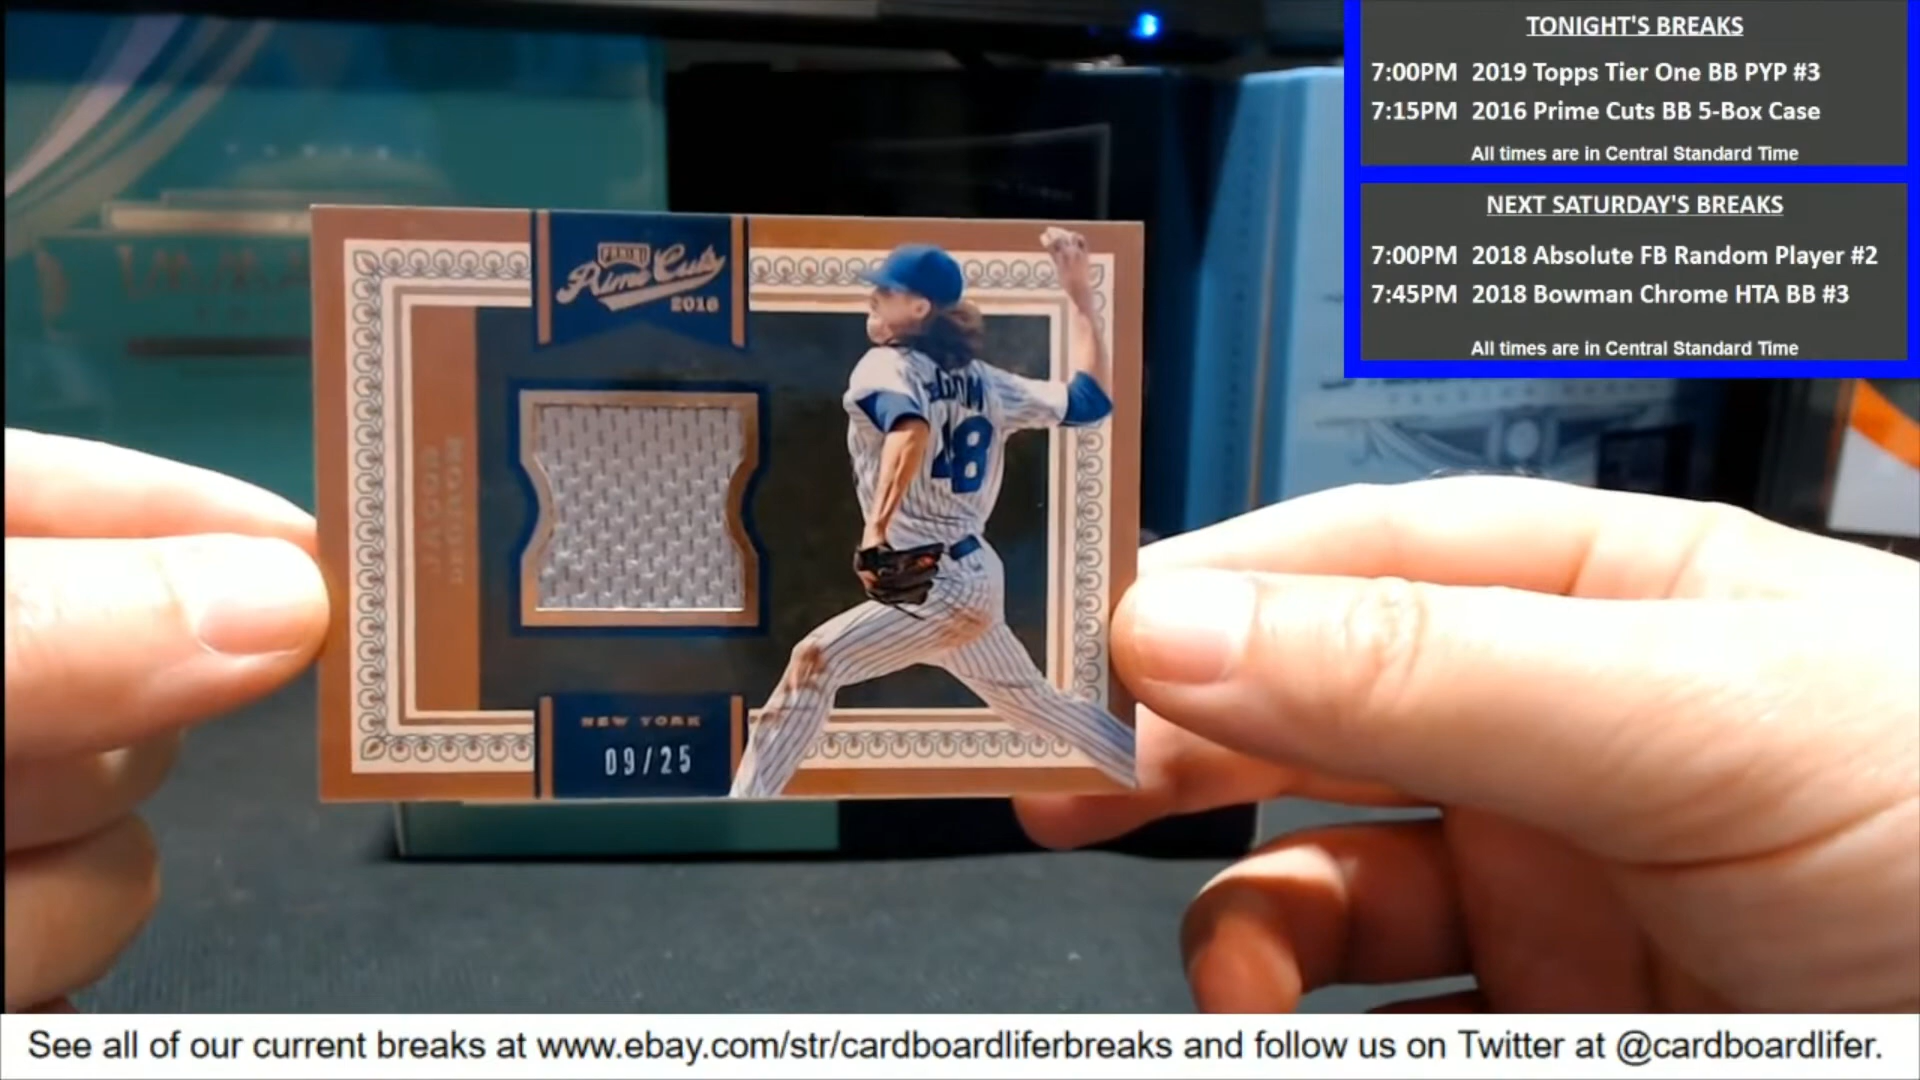 TONIGHT'S BREAKS
7:00PM 2019 Topps Tier One BB PYP #3
7:15PM 2016 Prime Cuts BB 5-Box Case
All times are in Central Standard Time
NEXT SATURDAY'S BREAKS
7:00PM 2018 Absolute FB Random Player #2
7:45PM 2018 Bowman Chrome HTA BB #3
All times are in Central Standard Time
PANINI
Prime Cuts
2016
JACOB
DEGROM
48
NEW YORK
09/25
See all of our current breaks at www.ebay.com/str/cardboardliferbreaks and follow us on Twitter at @cardboardlifer.